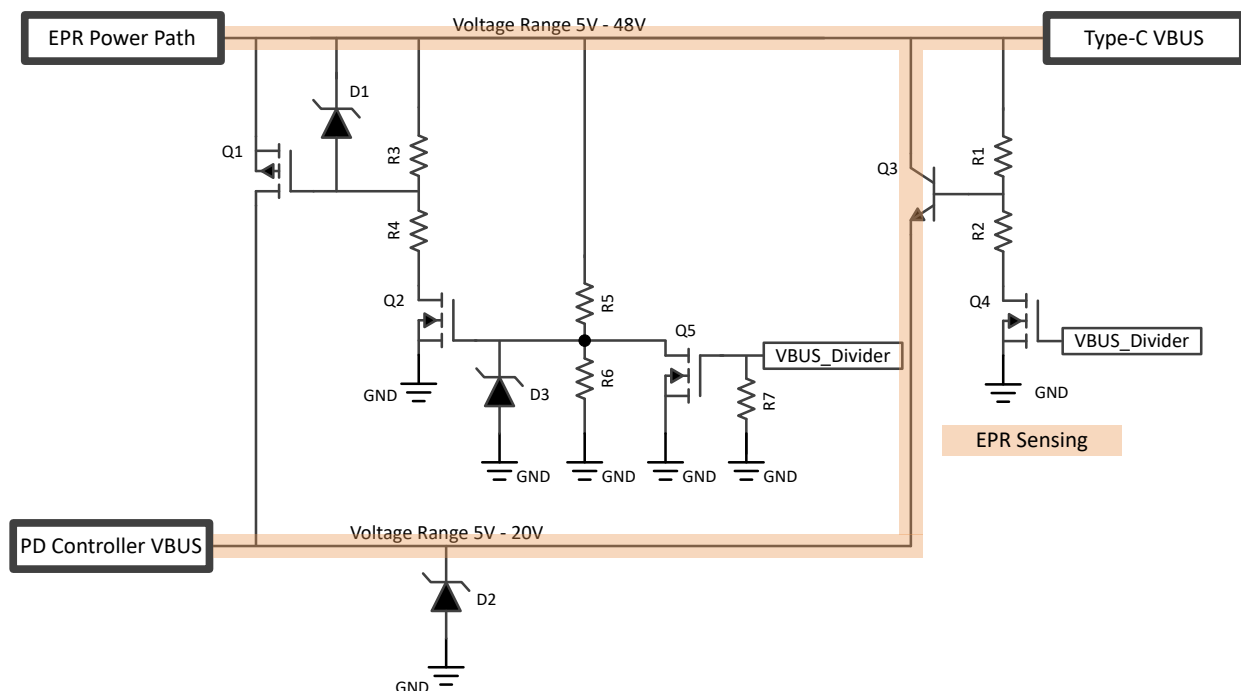 Voltage Range 5V - 48V
EPR Power Path
Type-C VBUS
D1
Q1
R3
Q3
R1
R4
R2
Q2
R5
Q5
Q4
VBUS_Divider
VBUS_Divider
R6
D3
R7
GND
GND
EPR Sensing
GND
GND
GND
GND
Voltage Range 5V - 20V
PD Controller VBUS
D2
GND